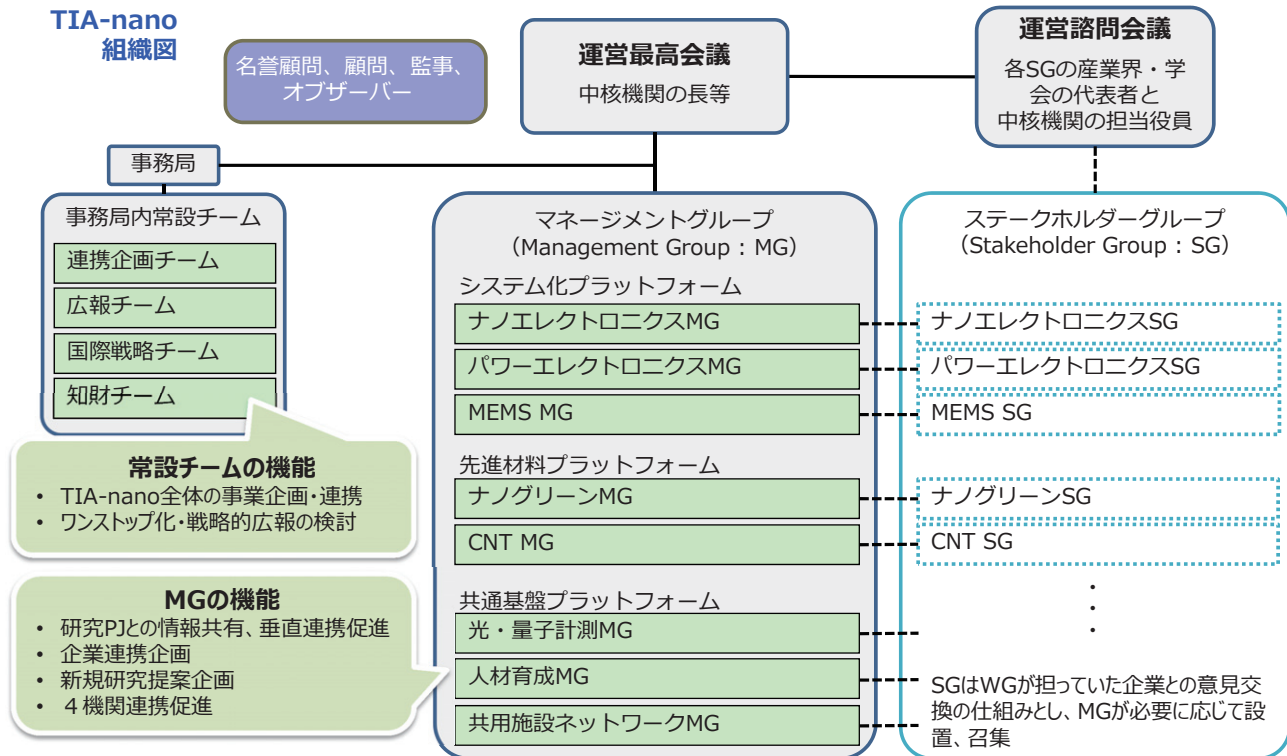 TIA-nano
組織図
名誉顧問、顧問、監事、
オブザーバー
運営最高会議
中核機関の長等
運営諮問会議
各SGの産業界・学
会の代表者と
中核機関の担当役員
事務局
事務局内常設チーム
連携企画チーム
広報チーム
国際戦略チーム
知財チーム
常設チームの機能
• TIA-nano全体の事業企画・連携
• ワンストップ化・戦略的広報の検討
MGの機能
• 研究PJとの情報共有、垂直連携促進
• 企業連携企画
• 新規研究提案企画
• ４機関連携促進
マネージメントグループ
（Management Group : MG）
システム化プラットフォーム
ナノエレクトロニクスMG
パワーエレクトロニクスMG
MEMS MG
先進材料プラットフォーム
ナノグリーンMG
CNT MG
共通基盤プラットフォーム
光・量子計測MG
人材育成MG
共用施設ネットワークMG
ステークホルダーグループ
（Stakeholder Group : SG）
ナノエレクトロニクスSG
パワーエレクトロニクスSG
MEMS SG
ナノグリーンSG
CNT SG
・
・
・
SGはWGが担っていた企業との意見交
換の仕組みとし、MGが必要に応じて設
置、召集